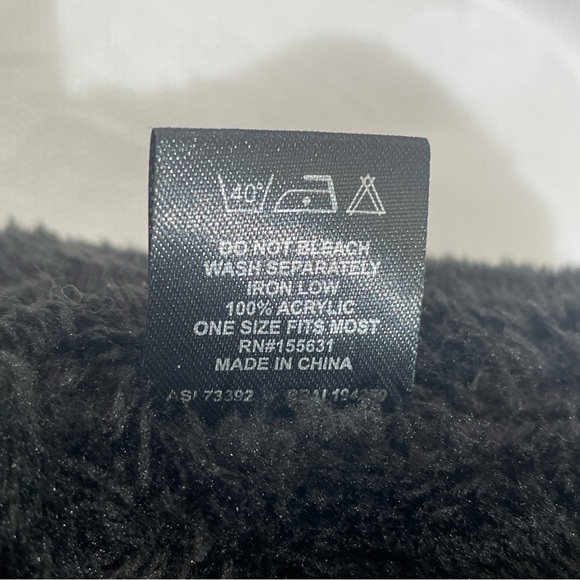 40°
DO NOT BLEACH
WASH SEPARATELY
IRON LOW
100% ACRYLIC
ONE SIZE FITS MOST
RN#155631
MADE IN CHINA
73392